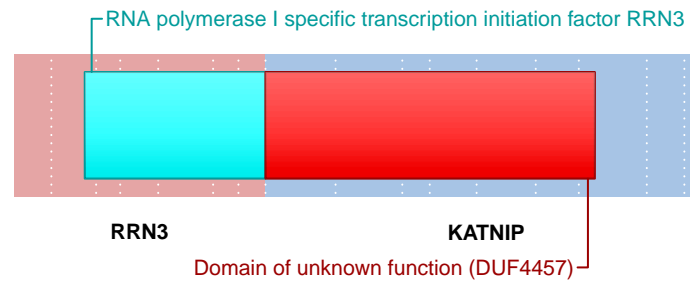 RNA polymerase I specific transcription initiation factor RRN3
RRN3 KATNIP
Domain of unknown function (DUF4457)